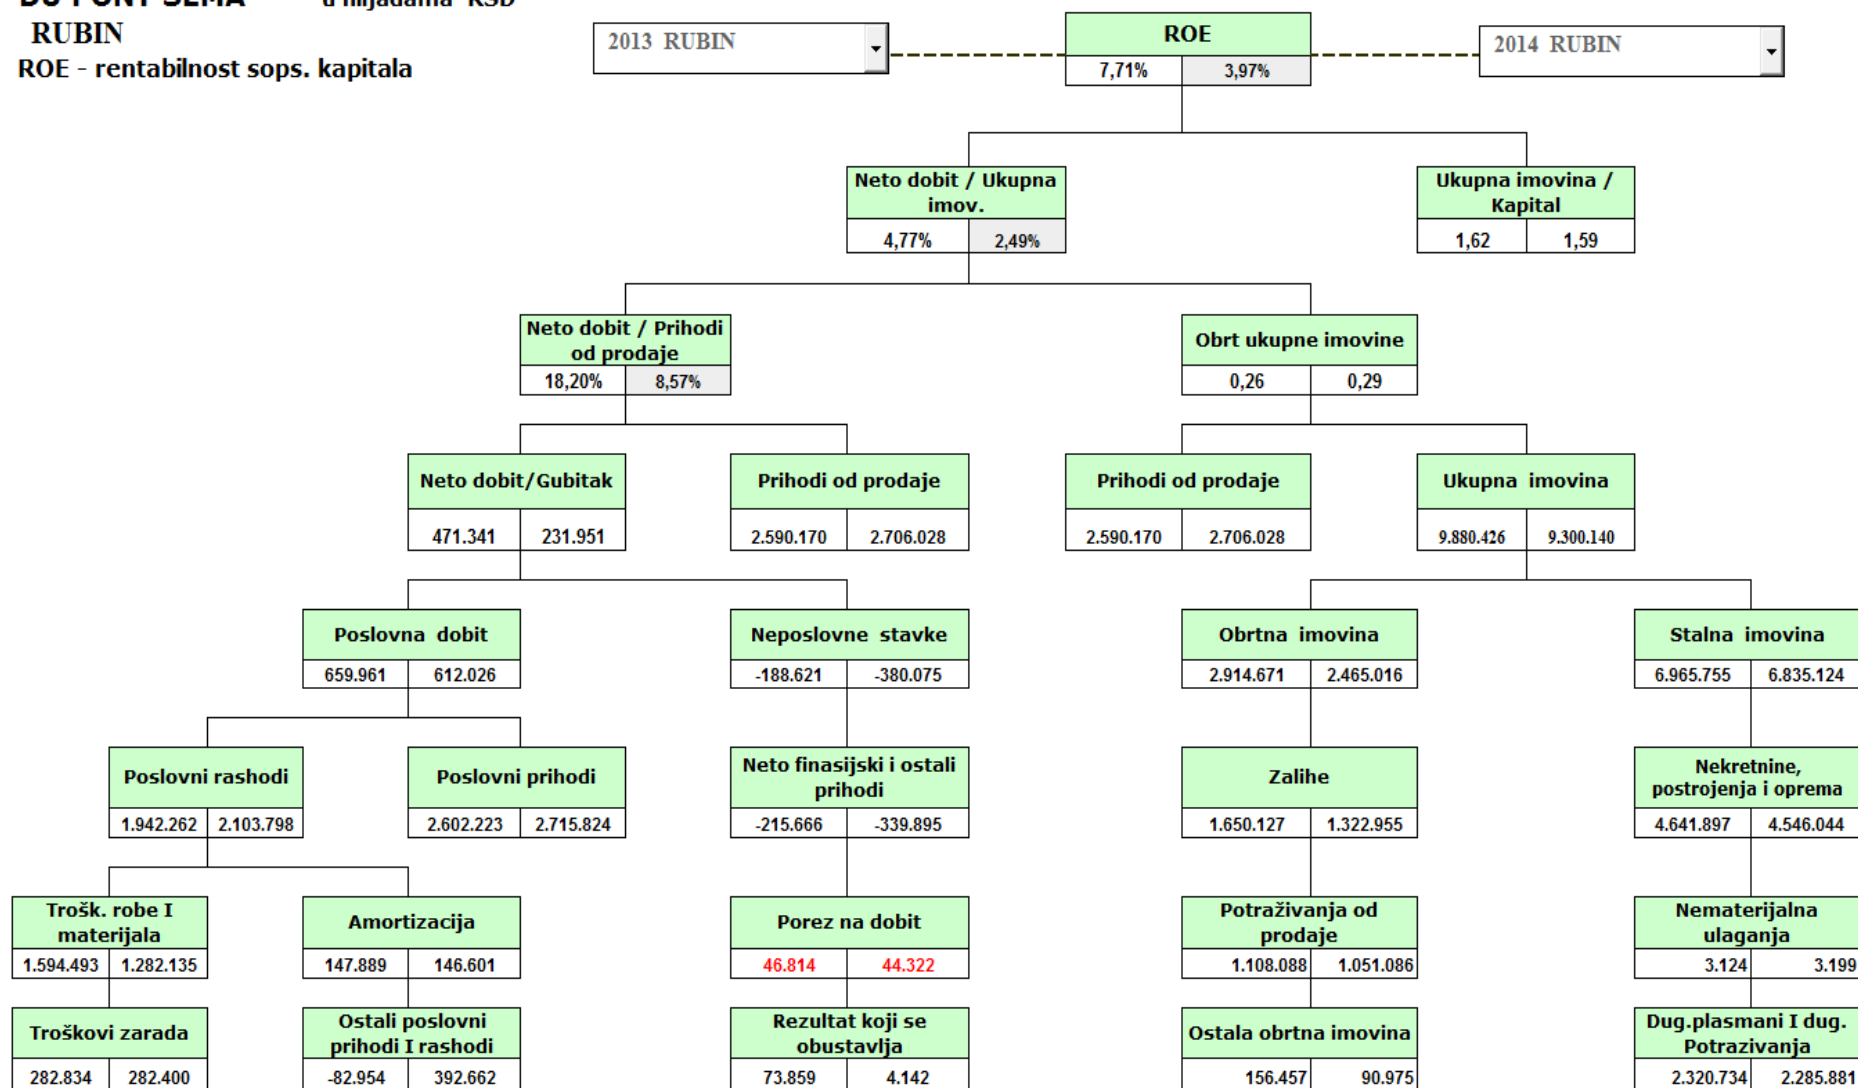 DU PONT ŠEMA u hiljadama RSD
RUBIN
ROE - rentabilnost sops. kapitala
2013 RUBIN
ROE
7,71% 3,97%
2014 RUBIN
Neto dobit / Ukupna
imov.
4,77% 2,49%
Ukupna imovina /
Kapital
1,62 1,59
Neto dobit / Prihodi
od prodaje
18,20% 8,57%
Obrt ukupne imovine
0,26 0,29
Neto dobit/Gubitak
471.341 231.951
Prihodi od prodaje
2.590.170 2.706.028
Prihodi od prodaje
2.590.170 2.706.028
Ukupna imovina
9.880.426 9.300.140
Poslovna dobit
659.961 612.026
Neposlovne stavke
-188.621 -380.075
Obrtna imovina
2.914.671 2.465.016
Stalna imovina
6.965.755 6.835.124
Poslovni rashodi
1.942.262 2.103.798
Poslovni prihodi
2.602.223 2.715.824
Neto finasijski i ostali
prihodi
-215.666 -339.895
Zalihe
1.650.127 1.322.955
Nekretnine,
postrojenja i oprema
4.641.897 4.546.044
Trošk. robe I
materijala
1.594.493 1.282.135
Amortizacija
147.889 146.601
Porez na dobit
46.814 44.322
Potraživanja od
prodaje
1.108.088 1.051.086
Nematerijalna
ulaganja
3.124 3.199
Troškovi zarada
282.834 282.400
Ostali poslovni
prihodi I rashodi
-82.954 392.662
Rezultat koji se
obustavlja
73.859 4.142
Ostala obrtna imovina
156.457 90.975
Dug.plasmani I dug.
Potrazivanja
2.320.734 2.285.881